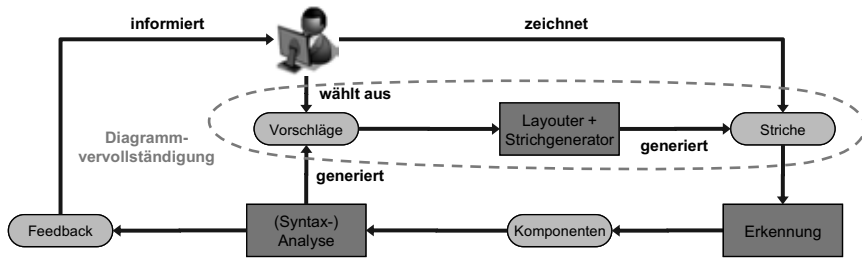 informiert
zeichnet
wählt aus
Vorschläge
Layouter +
Strichgenerator
generiert
Striche
Diagramm-
vervollständigung
generiert
Feedback
(Syntax-)
Analyse
Komponenten
Erkennung